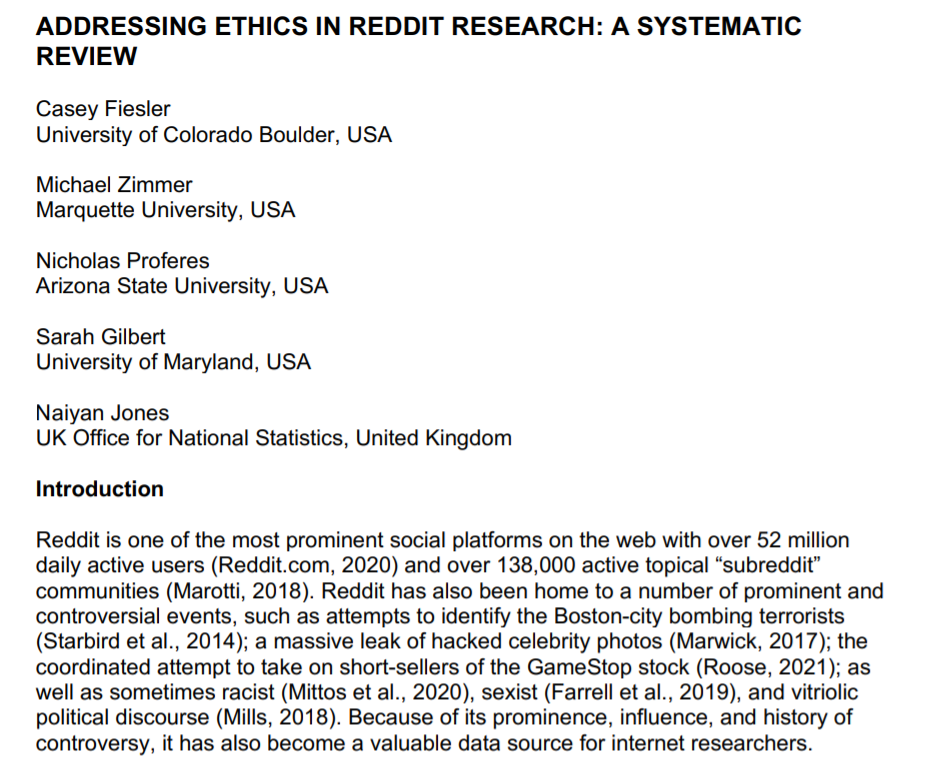 ADDRESSING ETHICS IN REDDIT RESEARCH: A SYSTEMATIC
REVIEW
Casey Fiesler
University of Colorado Boulder, USA
Michael Zimmer
Marquette University, USA
Nicholas Proferes
Arizona State University, USA
Sarah Gilbert
University of Maryland, USA
Naiyan Jones
UK Office for National Statistics, United Kingdom
Introduction
Reddit is one of the most prominent social platforms on the web with over 52 million
daily active users (Reddit.com, 2020) and over 138,000 active topical “subreddit”
communities (Marotti, 2018). Reddit has also been home to a number of prominent and
controversial events, such as attempts to identify the Boston-city bombing terrorists
(Starbird et al., 2014); a massive leak of hacked celebrity photos (Marwick, 2017); the
coordinated attempt to take on short-sellers of the GameStop stock (Roose, 2021); as
well as sometimes racist (Mittos et al., 2020), sexist (Farrell et al., 2019), and vitriolic
political discourse (Mills, 2018). Because of its prominence, influence, and history of
controversy, it has also become a valuable data source for internet researchers.